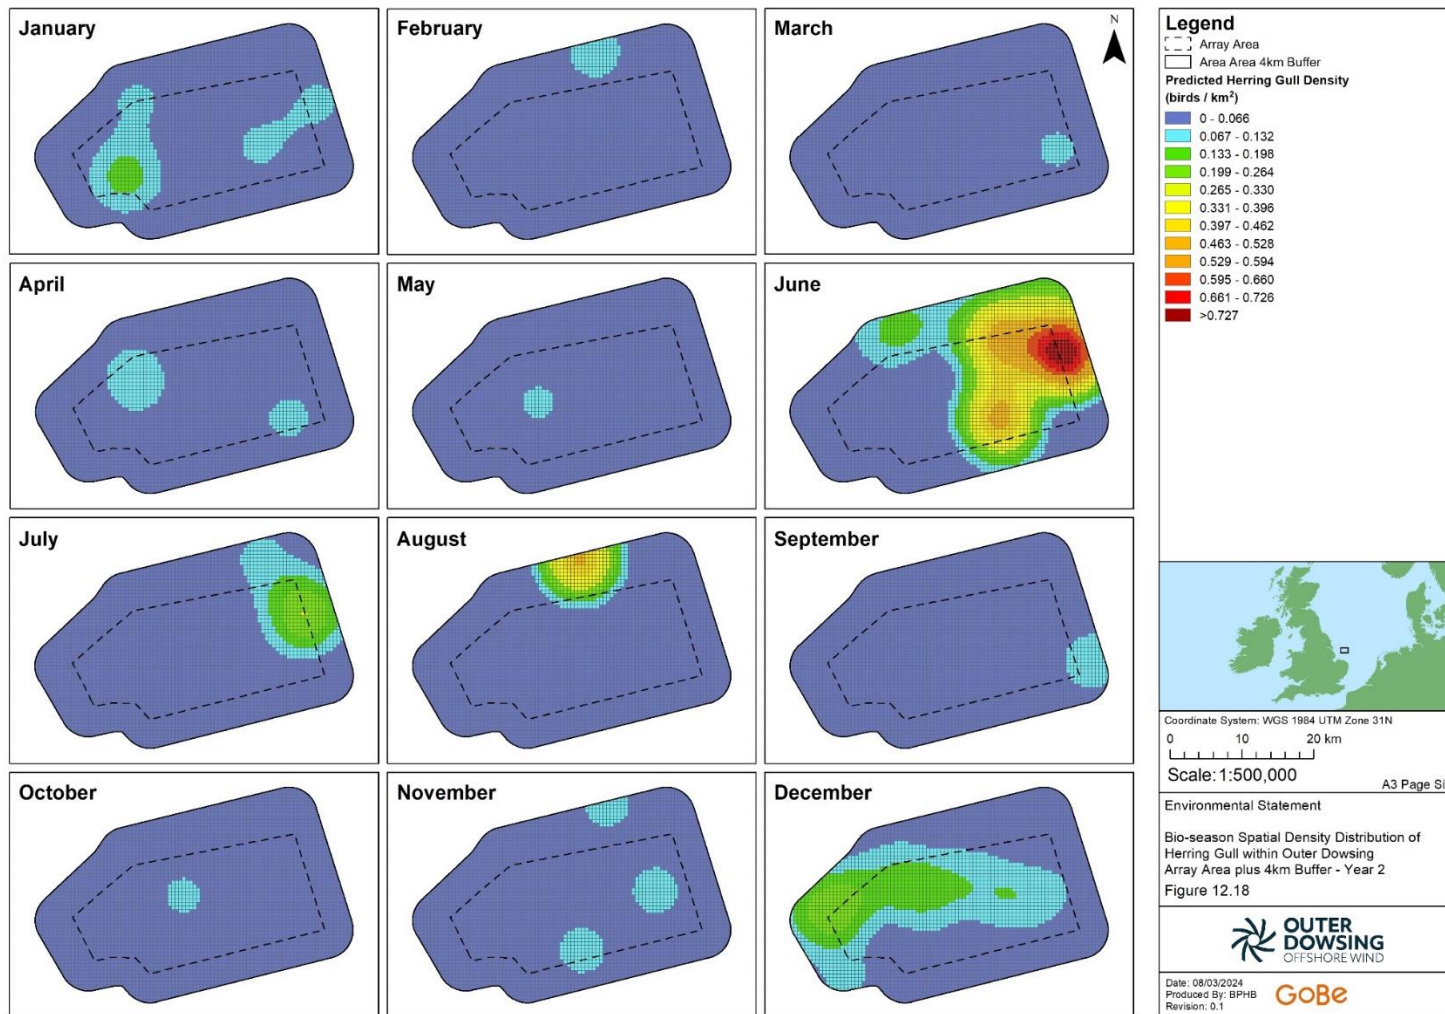 January
February
March
N
April
May
June
July
August
September
October
November
December
Legend
Array Area
Area Area 4km Buffer
Predicted Herring Gull Density
(birds / km²)
0 - 0.066
0.067 - 0.132
0.133 - 0.198
0.199 - 0.264
0.265 - 0.330
0.331 - 0.396
0.397 - 0.462
0.463 - 0.528
0.529 - 0.594
0.595 - 0.660
0.661 - 0.726
>0.727
Coordinate System: WGS 1984 UTM Zone 31N
0 10 20 km
Scale: 1:500,000
A3 Page Si
Environmental Statement
Bio-season Spatial Density Distribution of
Herring Gull within Outer Dowsing
Array Area plus 4km Buffer - Year 2
Figure 12.18
OUTER
DOWSING
OFFSHORE WIND
Date: 08/03/2024
Produced By: BPHB
Revision: 0.1
GoBe